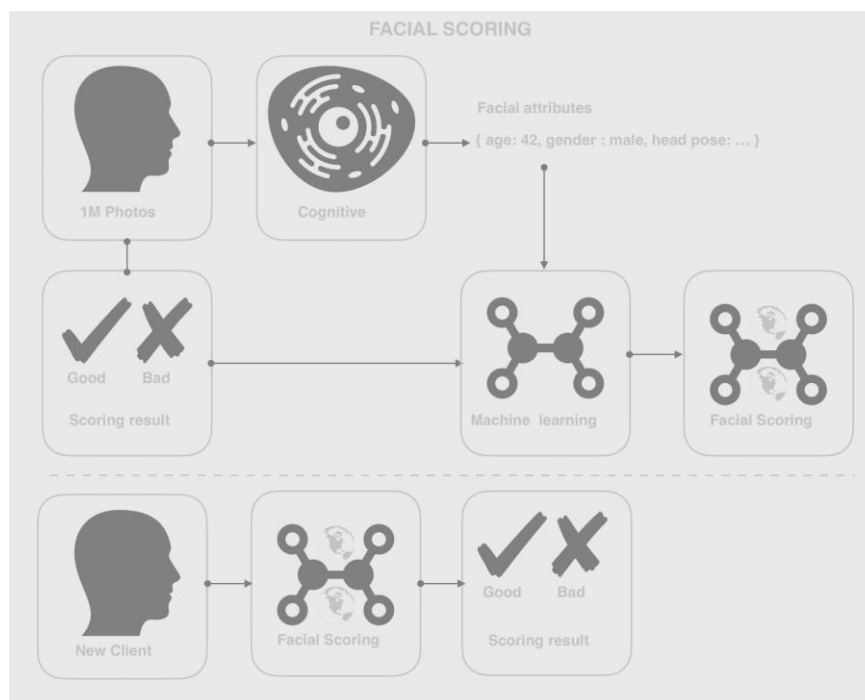 FACIAL SCORING
Facial attributes
{ age: 42, gender : male, head pose: ... }
1M Photos
Cognitive
Good
Bad
Scoring result
Machine learning
Facial Scoring
New Client
Facial Scoring
Good
Bad
Scoring result